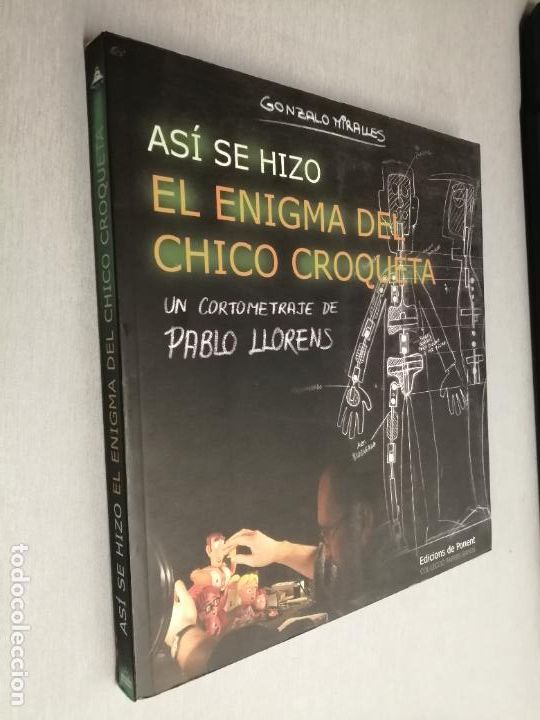 GONZALO MIRALLES
ASÍ SE HIZO
EL ENIGMA DEL
CHICO CROQUETA
UN CORTOMETRAJE DE
PABLO LLORENS
Edicions de Ponent
ASÍ SE HIZO EL ENIGMA DEL CHICO CROQUETA
todocoleccion